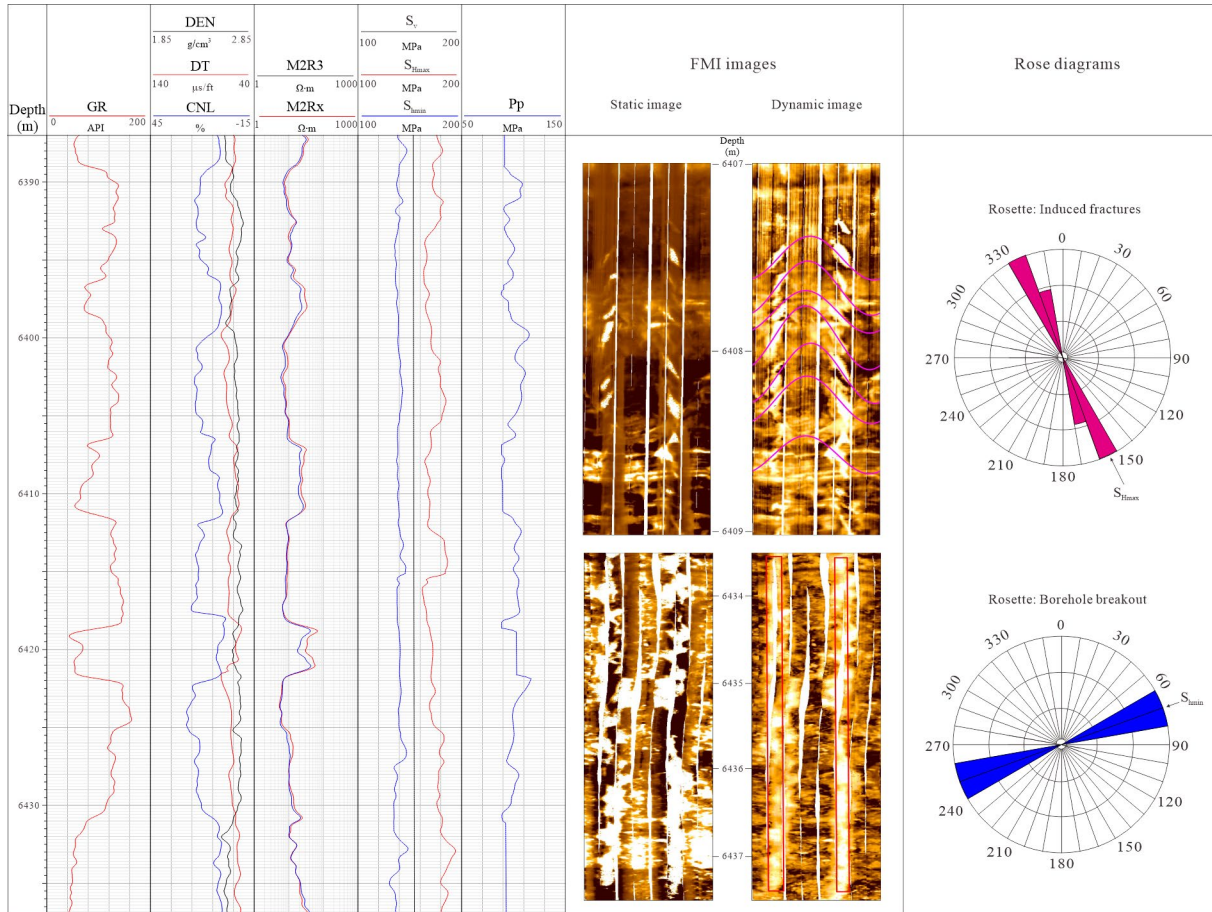 Depth
(m)
GR
0 200
API
DEN
1.85 2.85
g/cm³
DT
140 40
μs/ft
CNL
45 -15
%
M2R3
1 1000
Ω·m
M2Rx
1 1000
Ω·m
Sv
100 200
MPa
SHmax
100 200
MPa
Shmin
100 200
MPa
Pp
50 150
MPa
FMI images
Static image Dynamic image
Rose diagrams
6390
6400
6410
6420
6430
Depth
(m)
6407
6408
6409
6434
6435
6436
6437
Rosette: Induced fractures
0
330 30
300 60
270 90
240 120
210 150
180
SHmax
Rosette: Borehole breakout
0
330 30
300 60
Shmin
270 90
240 120
210 150
180